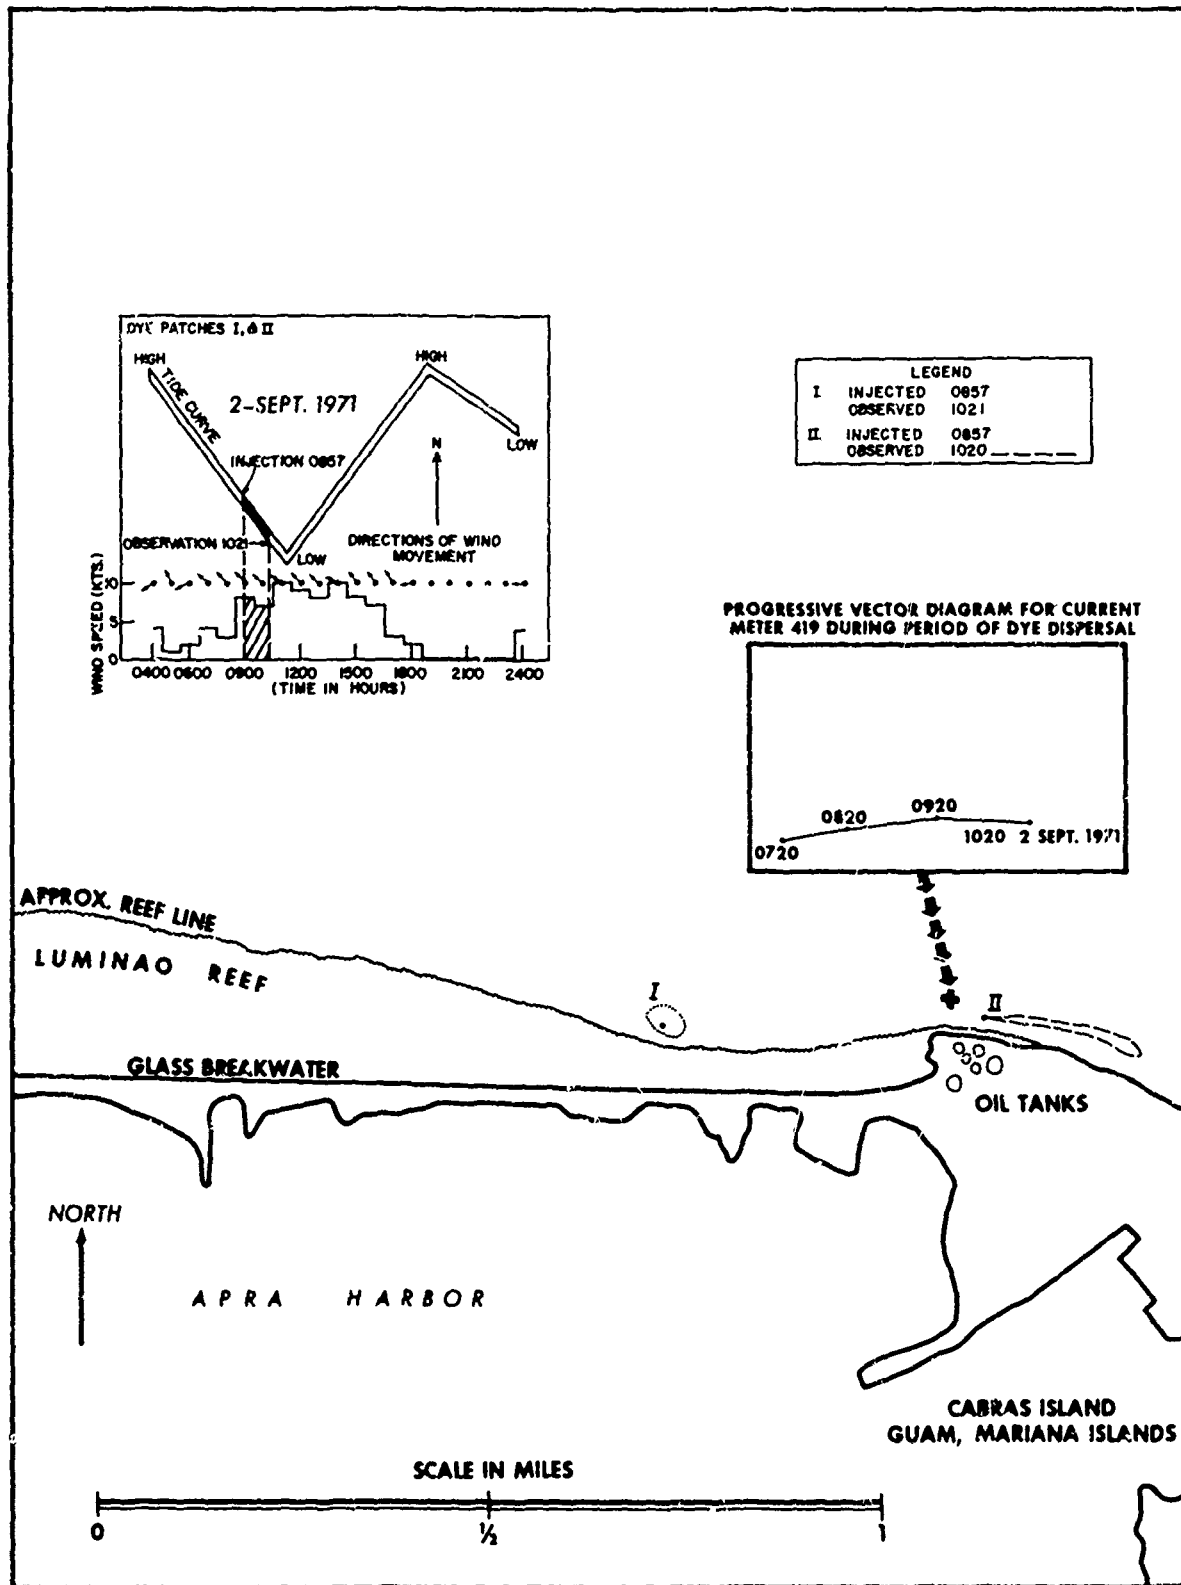 DYE PATCHES I, & II
HIGH
TIDE CURVE
2-SEPT. 1971
HIGH
LOW
N
INJECTION 0857
OBSERVATION 1021
LOW
DIRECTIONS OF WIND
MOVEMENT
WIND SPEED (KTS.)
10
5
0
0400 0600 0900 1200 1500 1800 2100 2400
(TIME IN HOURS)
LEGEND
I INJECTED 0857
OBSERVED 1021
II INJECTED 0857
OBSERVED 1020
PROGRESSIVE VECTOR DIAGRAM FOR CURRENT
METER 419 DURING PERIOD OF DYE DISPERSAL
0720
0820
0920
1020 2 SEPT. 1971
APPROX. REEF LINE
LUMINAO REEF
I
II
GLASS BREAKWATER
OIL TANKS
NORTH
APRA HARBOR
CABRAS ISLAND
GUAM, MARIANA ISLANDS
SCALE IN MILES
0 ½ 1